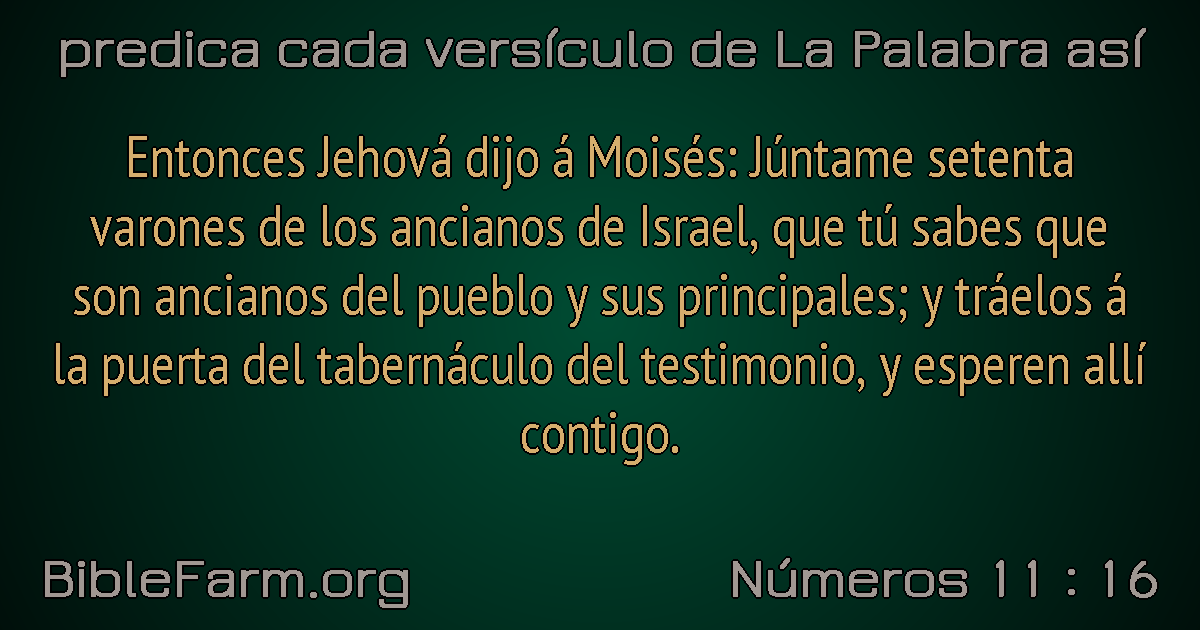 predica cada versículo de La Palabra así
Entonces Jehová dijo á Moisés: Júntame setenta
varones de los ancianos de Israel, que tú sabes que
son ancianos del pueblo y sus principales; y tráelos á
la puerta del tabernáculo del testimonio, y esperen allí
contigo.
BibleFarm.org
Números 11 : 16